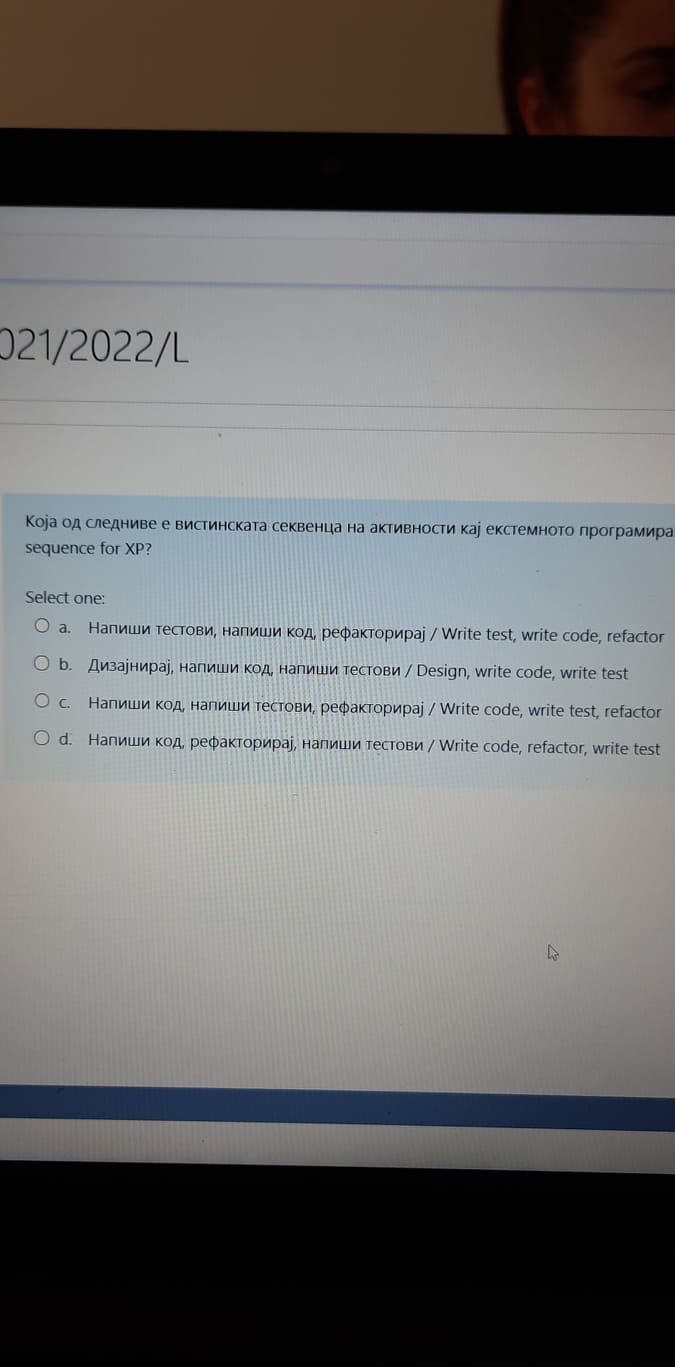 021/2022/L
Која од следниве е вистинската секвенца на активности кај екстемното програмира
sequence for XP?
Select one:
a. Напиши тестови, напиши код, рефакторирај / Write test, write code, refactor
b. Дизајнирај, напиши код, напиши тестови / Design, write code, write test
c. Напиши код, напиши тестови, рефакторирај / Write code, write test, refactor
d. Напиши код, рефакторирај, напиши тестови / Write code, refactor, write test